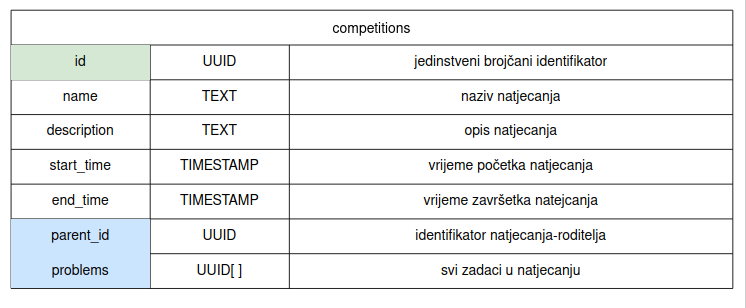 competitions
id UUID jedinstveni brojčani identifikator
name TEXT naziv natjecanja
description TEXT opis natjecanja
start_time TIMESTAMP vrijeme početka natjecanja
end_time TIMESTAMP vrijeme završetka natejcanja
parent_id UUID identifikator natjecanja-roditelja
problems UUID[ ] svi zadaci u natjecanju